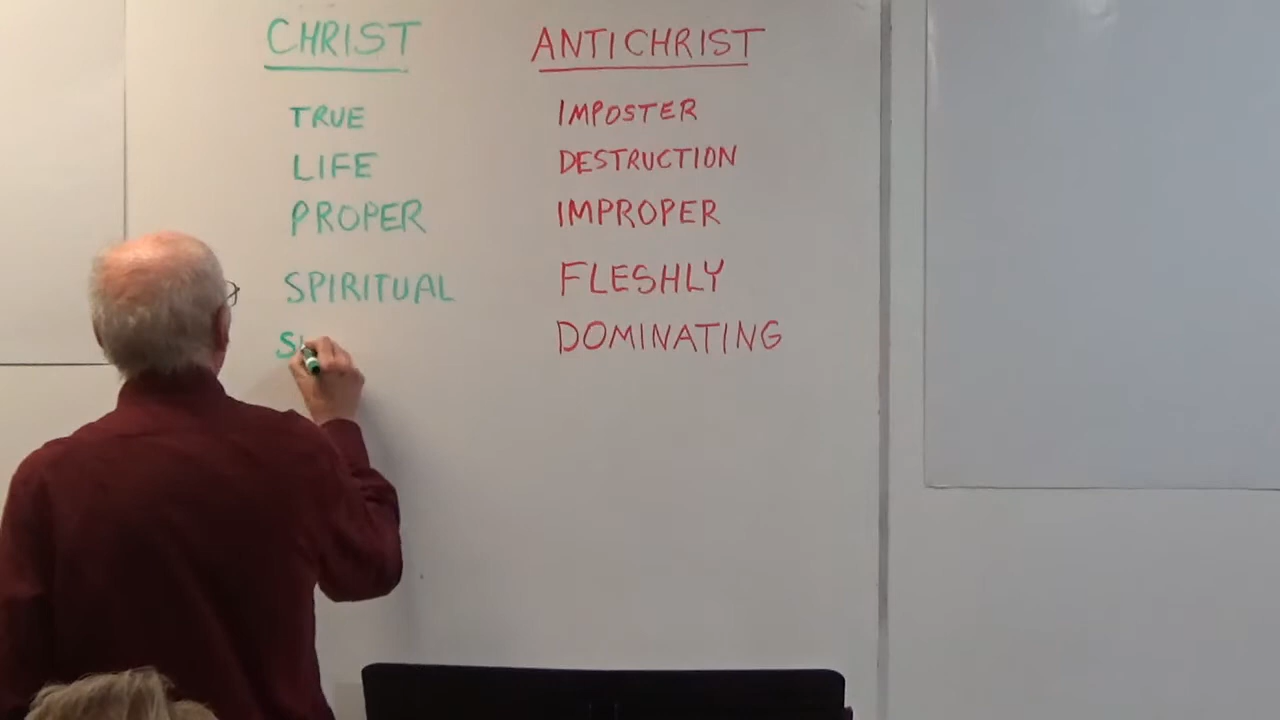 CHRIST ANTICHRIST
TRUE IMPOSTER
LIFE DESTRUCTION
PROPER IMPROPER
SPIRITUAL FLESHLY
DOMINATING